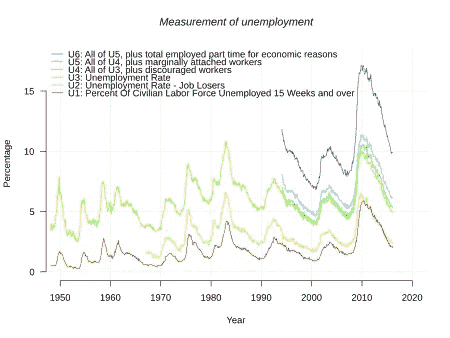 Measurement of unemployment
U6: All of U5, plus total employed part time for economic reasons
U5: All of U4, plus marginally attached workers
U4: All of U3, plus discouraged workers
U3: Unemployment Rate
U2: Unemployment Rate - Job Losers
U1: Percent Of Civilian Labor Force Unemployed 15 Weeks and over
Percentage
15
10
5
0
1950 1960 1970 1980 1990 2000 2010 2020
Year